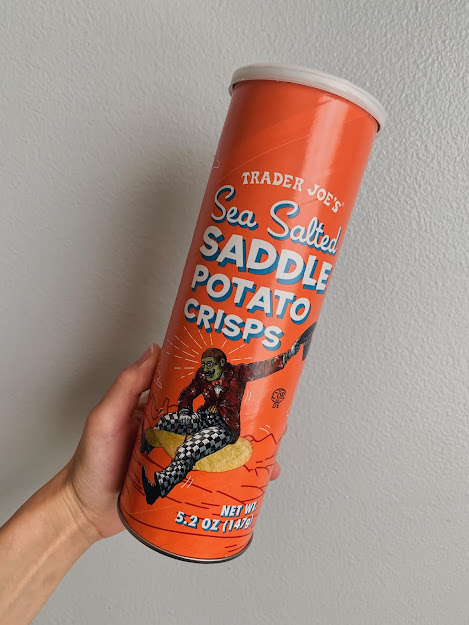 TRADER JOE'S
Sea Salted
SADDLE
POTATO
CRISPS
NET WT.
5.2 OZ (147g)